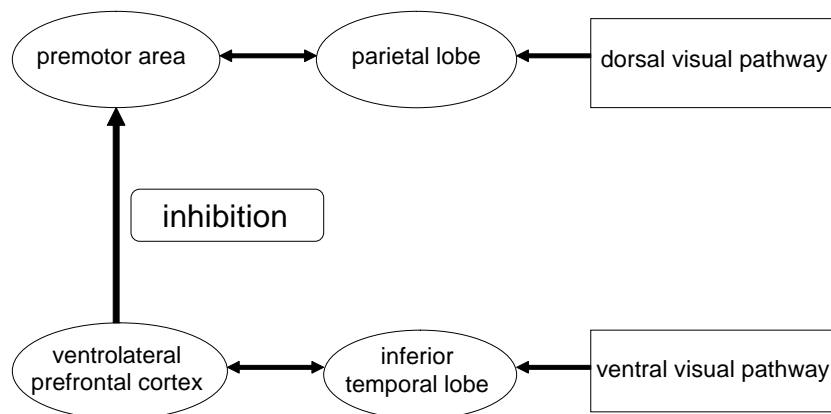 premotor area
parietal lobe
dorsal visual pathway
inhibition
ventrolateral
prefrontal cortex
inferior
temporal lobe
ventral visual pathway